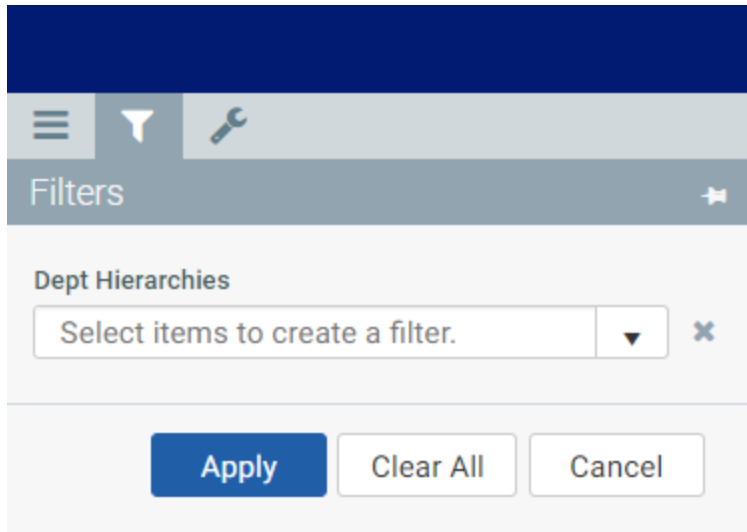 Filters
Dept Hierarchies
Select items to create a filter.
Apply Clear All Cancel